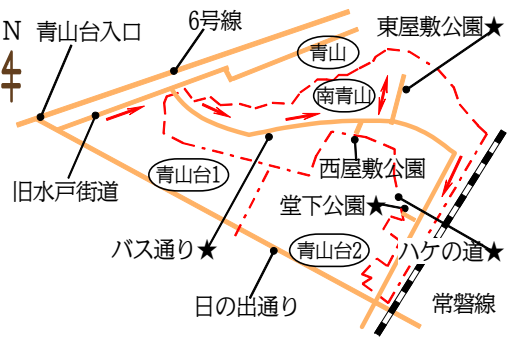 N
青山台入口
6号線
東屋敷公園★
青山
南青山
旧水戸街道
青山台1
西屋敷公園
堂下公園★
バス通り★
青山台2
ハケの道★
日の出通り
常磐線